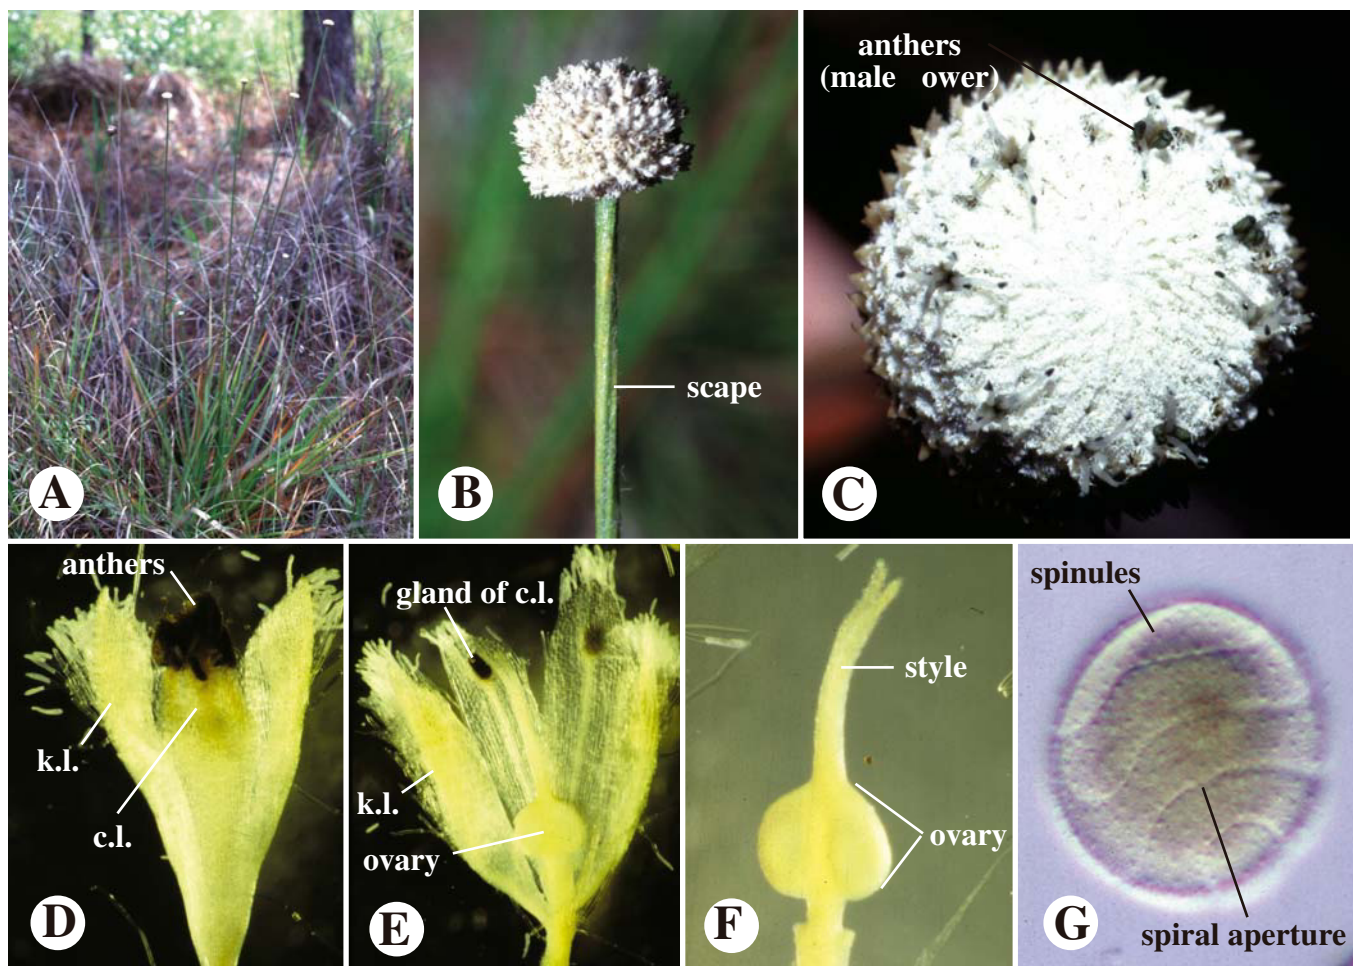 anthers
(male ower)
scape
A
B
C
anthers
gland of c.l.
spinules
style
k.l.
k.l.
c.l.
ovary
ovary
spiral aperture
D
E
F
G